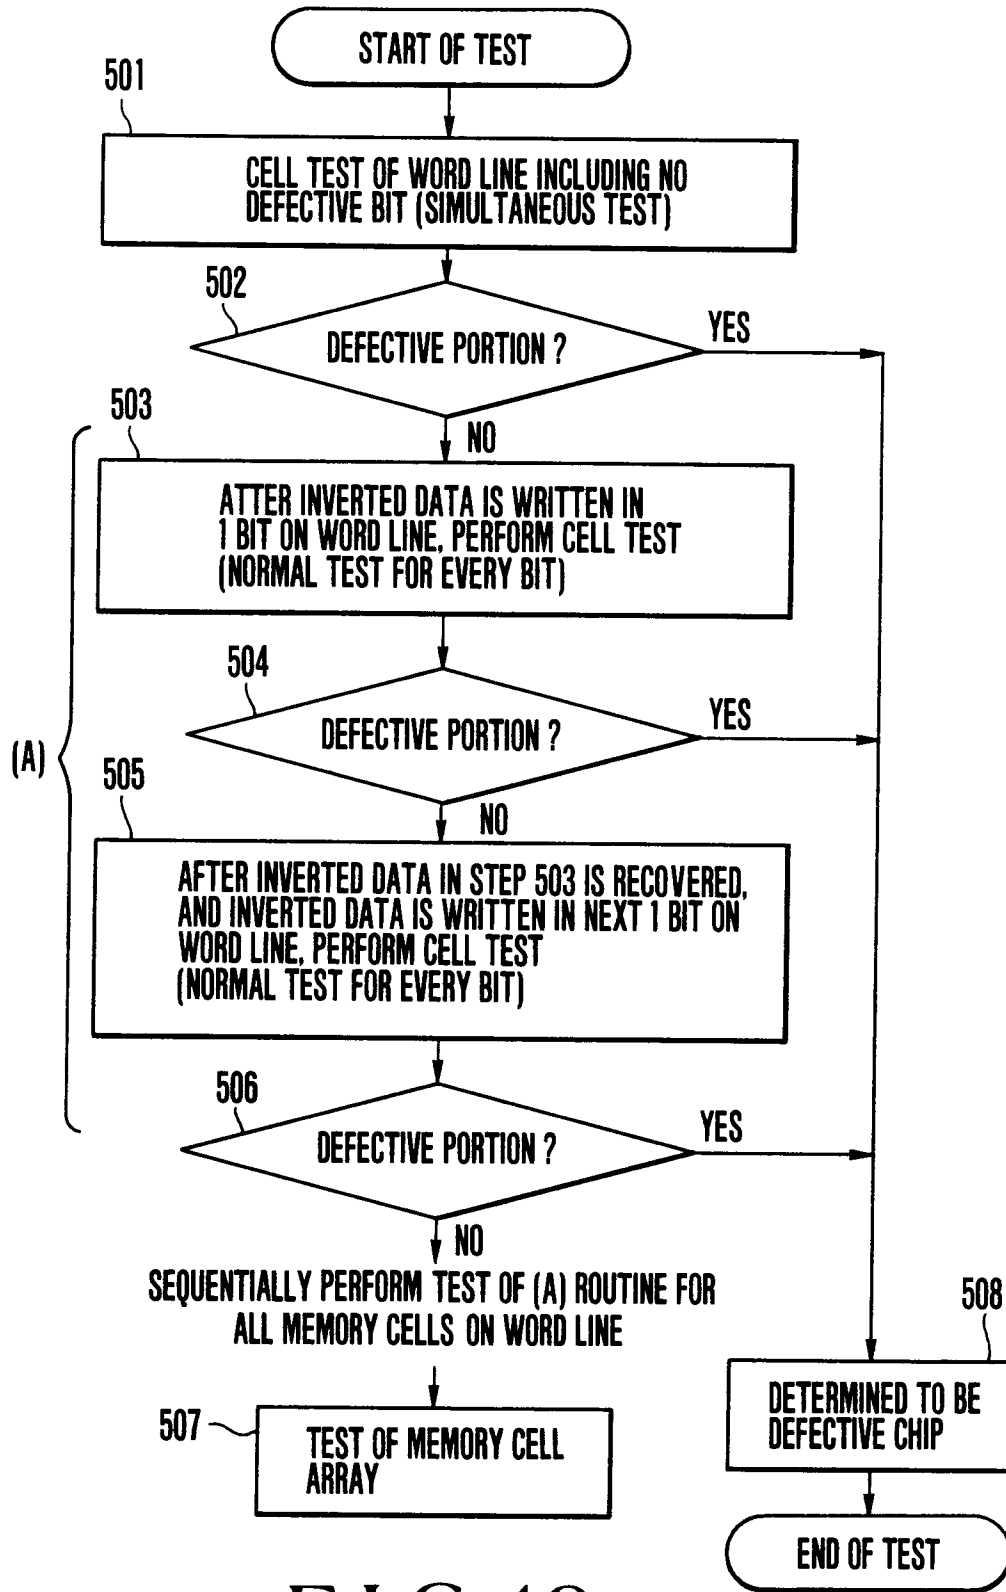 START OF TEST
501
CELL TEST OF WORD LINE INCLUDING NO
DEFECTIVE BIT (SIMULTANEOUS TEST)
502
DEFECTIVE PORTION ?
YES
NO
503
ATTER INVERTED DATA IS WRITTEN IN
1 BIT ON WORD LINE, PERFORM CELL TEST
(NORMAL TEST FOR EVERY BIT)
504
DEFECTIVE PORTION ?
YES
(A)
NO
505
AFTER INVERTED DATA IN STEP 503 IS RECOVERED,
AND INVERTED DATA IS WRITTEN IN NEXT 1 BIT ON
WORD LINE, PERFORM CELL TEST
(NORMAL TEST FOR EVERY BIT)
506
DEFECTIVE PORTION ?
YES
NO
SEQUENTIALLY PERFORM TEST OF (A) ROUTINE FOR
ALL MEMORY CELLS ON WORD LINE
507
TEST OF MEMORY CELL
ARRAY
508
DETERMINED TO BE
DEFECTIVE CHIP
END OF TEST